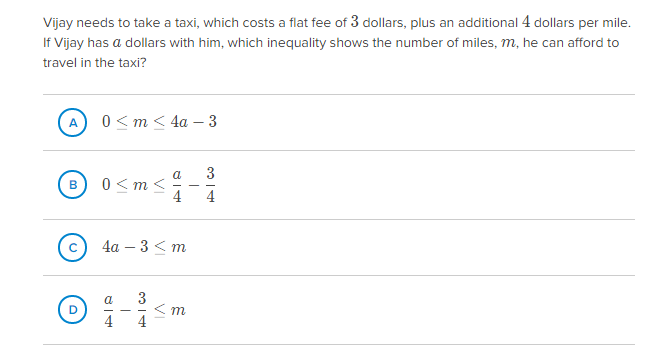 Vijay needs to take a taxi, which costs a flat fee of 3 dollars, plus an additional 4 dollars per mile.
If Vijay has a dollars with him, which inequality shows the number of miles, m, he can afford to
travel in the taxi?
A 0 ≤ m ≤ 4a − 3
B 0 ≤ m ≤ a/4 − 3/4
C 4a − 3 ≤ m
D a/4 − 3/4 ≤ m